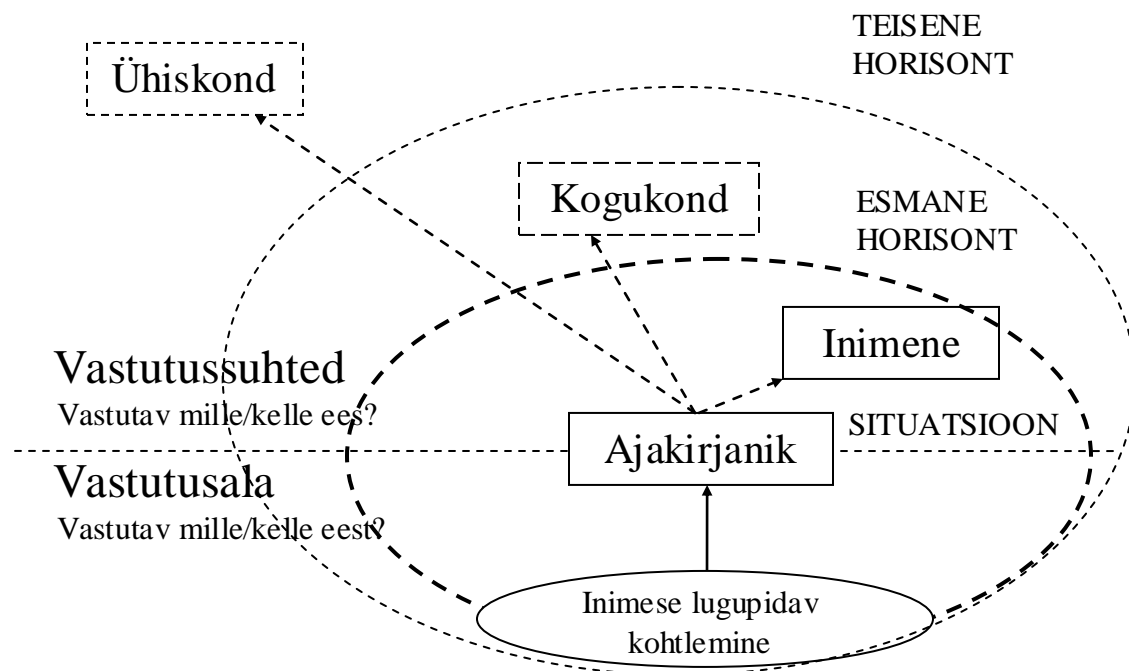 TEISENE
HORISONT
Ühiskond
Kogukond
ESMANE
HORISONT
Inimene
Vastutussuhted
Vastutav mille/kelle ees?
SITUATSIOON
Ajakirjanik
Vastutusala
Vastutav mille/kelle eest?
Inimese lugupidav
kohtlemine